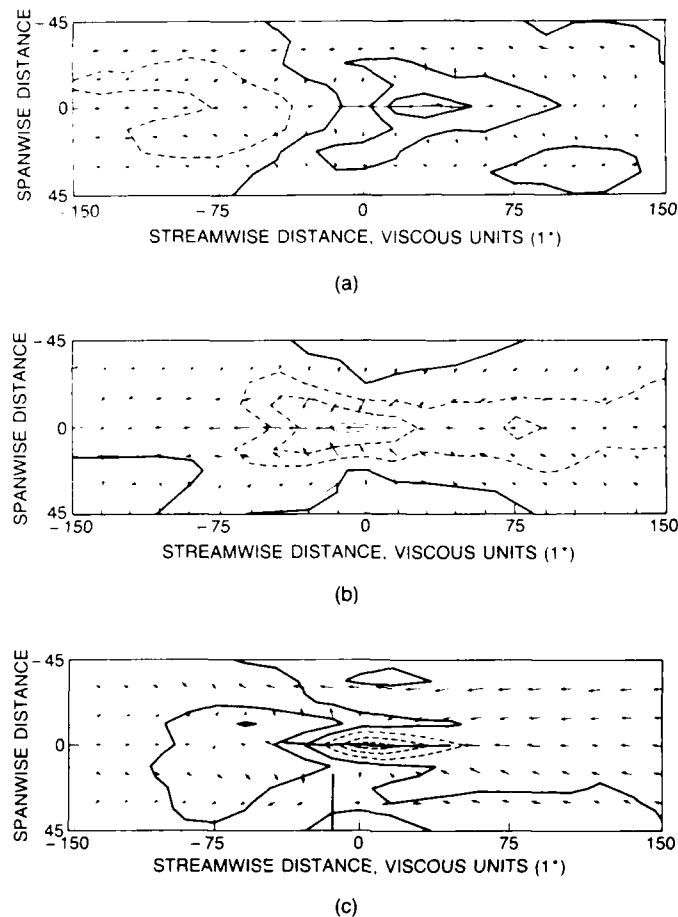 SPANWISE DISTANCE
-45
0
45
-150 -75 0 75 150
STREAMWISE DISTANCE, VISCOUS UNITS (1*)
(a)
SPANWISE DISTANCE
-45
0
45
-150 -75 0 75 150
STREAMWISE DISTANCE, VISCOUS UNITS (1*)
(b)
SPANWISE DISTANCE
-45
0
45
-150 -75 0 75 150
STREAMWISE DISTANCE, VISCOUS UNITS (1*)
(c)